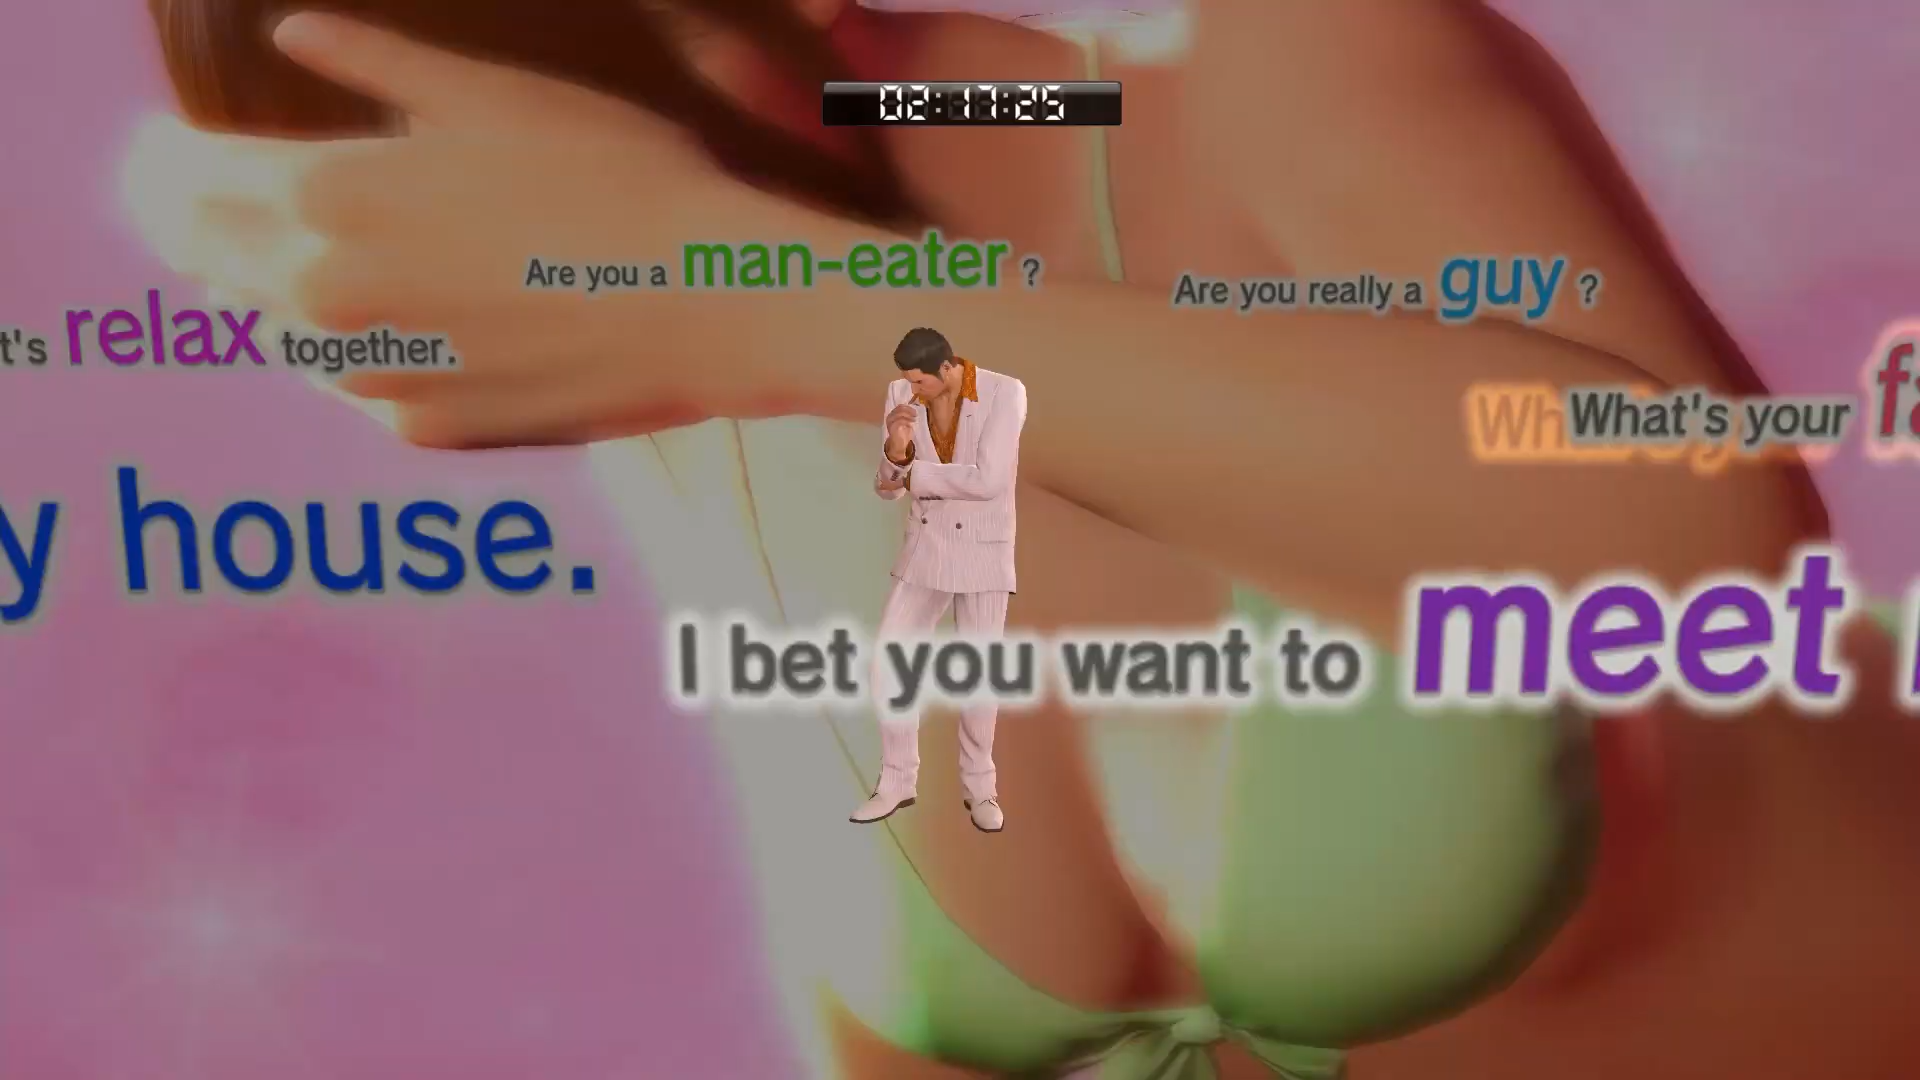 02:17:25
Are you a man-eater ?
Are you really a guy ?
t's relax together.
What's your fa
y house.
I bet you want to meet